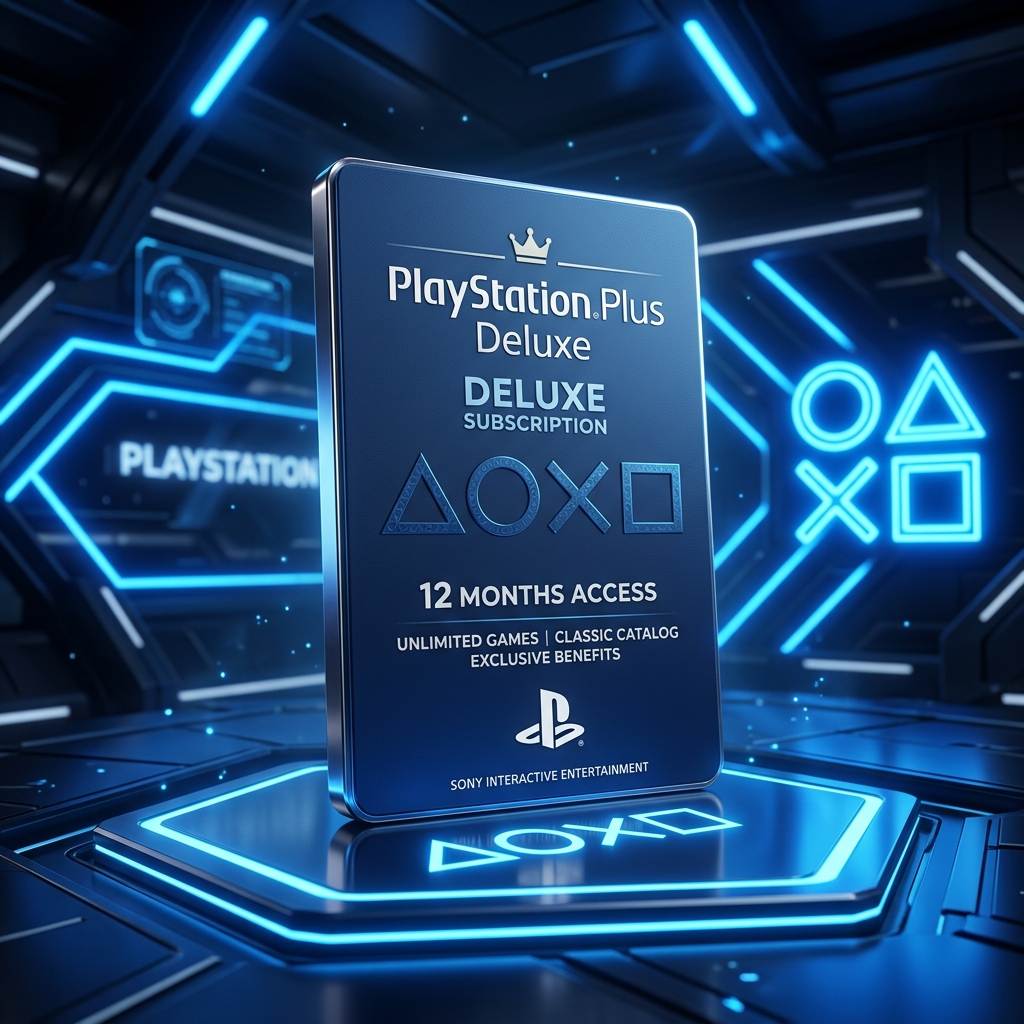 PlayStation®Plus
Deluxe
DELUXE
SUBSCRIPTION
12 MONTHS ACCESS
UNLIMITED GAMES | CLASSIC CATALOG
EXCLUSIVE BENEFITS
®
SONY INTERACTIVE ENTERTAINMENT
PLAYSTATION